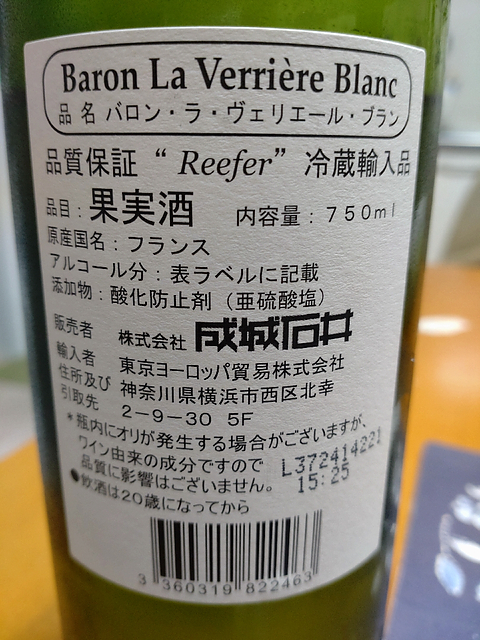 Baron La Verrière Blanc
品 名 バロン・ラ・ヴェリエール・ブラン
品質保証 “ Reefer” 冷蔵輸入品
品目：果実酒 内容量：７５０ml
原産国名：フランス
アルコール分：表ラベルに記載
添加物：酸化防止剤（亜硫酸塩）
販売者 株式会社 成城石井
輸入者 東京ヨーロッパ貿易株式会社
住所及び 神奈川県横浜市西区北幸
引取先 ２－９－３０ ５Ｆ
＊瓶内にオリが発生する場合がございますが、
ワイン由来の成分ですので
品質に影響はございません。
L372414221
15:25
●飲酒は２０歳になってから
3 360319 822463